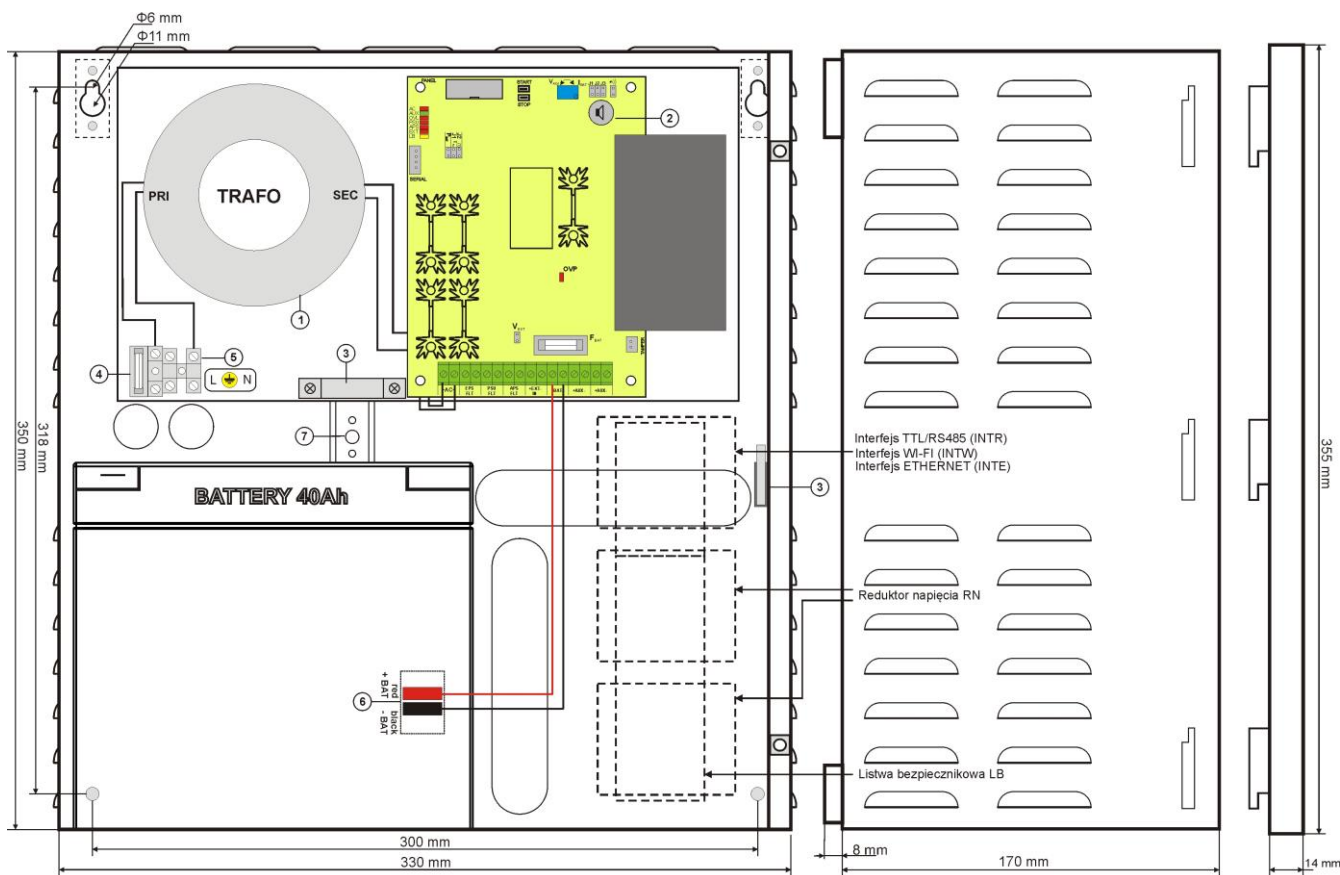 Φ6 mm
Φ11 mm
PANEL
START
STOP
SERIAL
2
PRI
TRAFO
SEC
OVP
1
4
5
3
L N
TAMPER
7
350 mm
318 mm
Interfejs TTL/RS485 (INTR)
Interfejs WI-FI (INTW)
Interfejs ETHERNET (INTE)
3
BATTERY 40Ah
355 mm
Reduktor napięcia RN
6
+ BAT
red
- BAT
black
Listwa bezpiecznikowa LB
300 mm
330 mm
8 mm
170 mm
14 mm